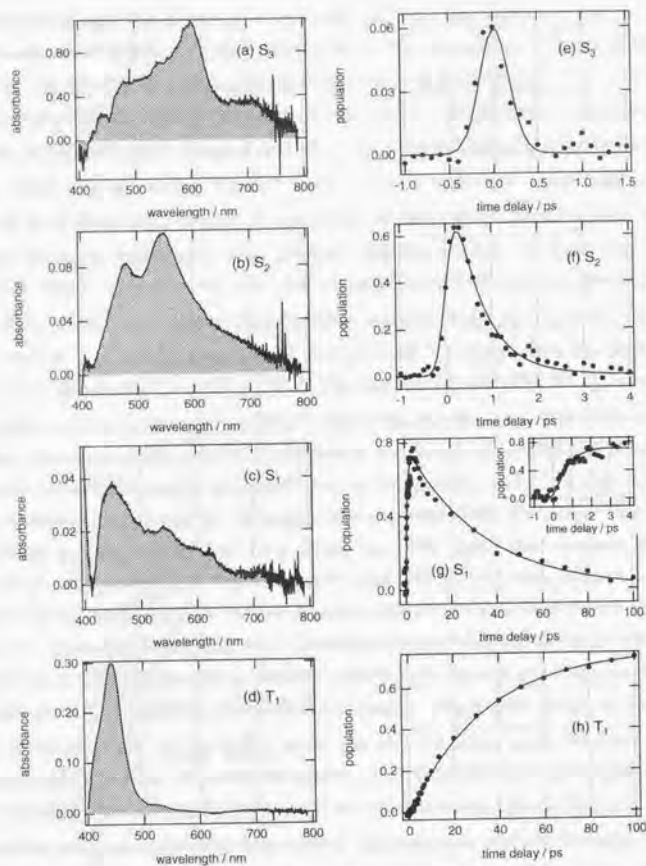 (a) S3
absorbance
0.80
0.40
0.00
400 500 600 700 800
wavelength / nm
(e) S3
population
0.06
0.03
0.00
-1.0 -0.5 0.0 0.5 1.0 1.5
time delay / ps
(b) S2
absorbance
0.08
0.04
0.00
400 500 600 700 800
wavelength / nm
(f) S2
population
0.6
0.4
0.2
0.0
-1 0 1 2 3 4
time delay / ps
(c) S1
absorbance
0.04
0.02
0.00
400 500 600 700 800
wavelength / nm
(g) S1
population
0.8
0.4
0.0
0 20 40 60 80 100
time delay / ps
population
0.8
0.4
0.0
-1 0 1 2 3 4
time delay / ps
(d) T1
absorbance
0.30
0.20
0.10
0.00
400 500 600 700 800
wavelength / nm
(h) T1
population
0.6
0.4
0.2
0.0
0 20 40 60 80 100
time delay / ps